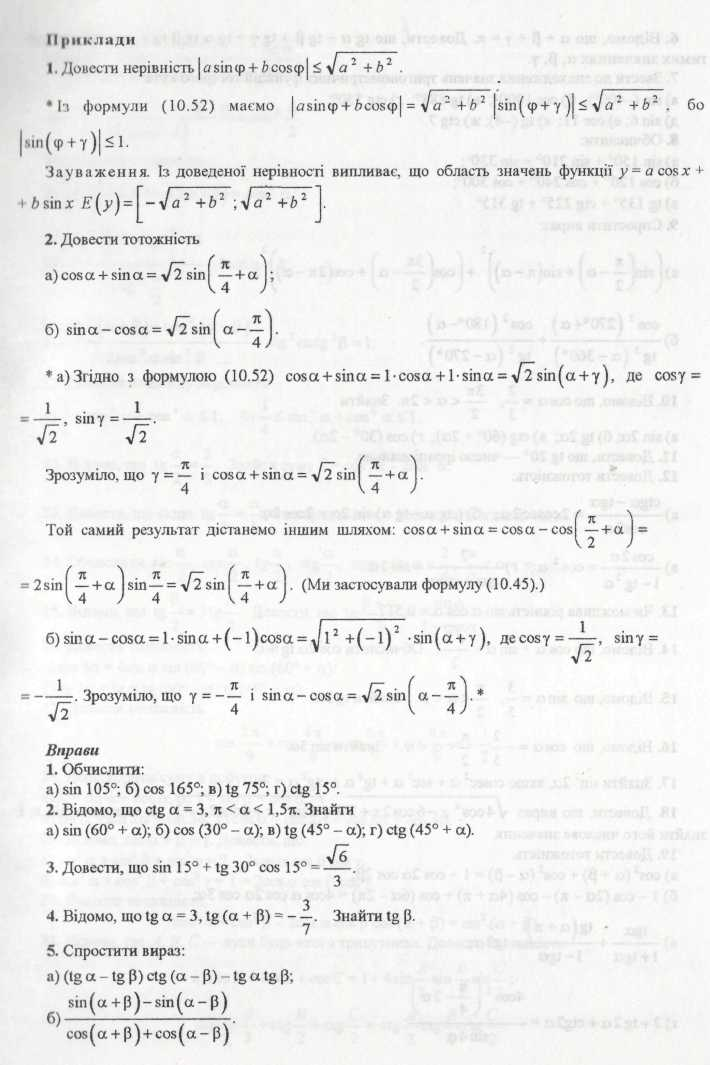 Приклади
1. Довести нерівність |a sin φ + b cos φ| ≤ √(a² + b²).
* Із формули (10.52) маємо |a sin φ + b cos φ| = √(a² + b²) |sin(φ + γ)| ≤ √(a² + b²), бо
|sin(φ + γ)| ≤ 1.
Зауваження. Із доведеної нерівності випливає, що область значень функції y = a cos x +
+ b sin x E(y) = [−√(a² + b²); √(a² + b²)].
2. Довести тотожність
а) cos α + sin α = √2 sin(π/4 + α);
б) sin α − cos α = √2 sin(α − π/4).
* а) Згідно з формулою (10.52) cos α + sin α = 1·cos α + 1·sin α = √2 sin(α + γ), де cos γ =
= 1/√2, sin γ = 1/√2.
Зрозуміло, що γ = π/4 і cos α + sin α = √2 sin(π/4 + α).
Той самий результат дістанемо іншим шляхом: cos α + sin α = cos α − cos(π/2 + α) =
= 2 sin(π/4 + α) sin π/4 = √2 sin(π/4 + α). (Ми застосували формулу (10.45).)
б) sin α − cos α = 1·sin α + (−1)cos α = √(1² + (−1)²) ·sin(α + γ), де cos γ = 1/√2, sin γ =
= −1/√2. Зрозуміло, що γ = −π/4 і sin α − cos α = √2 sin(α − π/4).*
Вправи
1. Обчислити:
а) sin 105°; б) cos 165°; в) tg 75°; г) ctg 15°.
2. Відомо, що ctg α = 3, π < α < 1,5π. Знайти
а) sin (60° + α); б) cos (30° − α); в) tg (45° − α); г) ctg (45° + α).
3. Довести, що sin 15° + tg 30° cos 15° = √6/3.
4. Відомо, що tg α = 3, tg (α + β) = −3/7. Знайти tg β.
5. Спростити вираз:
а) (tg α − tg β) ctg (α − β) − tg α tg β;
б) (sin(α + β) − sin(α − β))/(cos(α + β) + cos(α − β)).